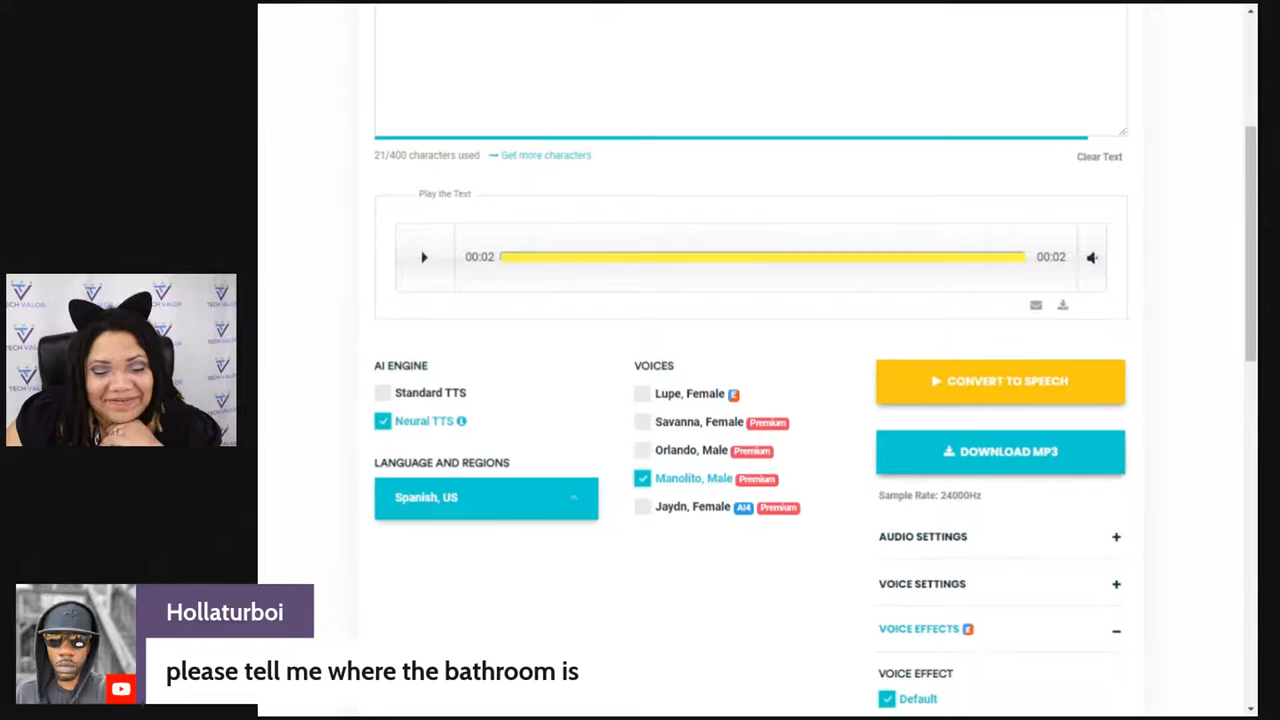 21/400 characters used
Get more characters
Clear Text
Play the Text
00:02
00:02
AI ENGINE
Standard TTS
Neural TTS
LANGUAGE AND REGIONS
Spanish, US
VOICES
Lupe, Female E
Savanna, Female Premium
Orlando, Male Premium
Manolito, Male Premium
Jaydn, Female AI4 Premium
CONVERT TO SPEECH
DOWNLOAD MP3
Sample Rate: 24000Hz
AUDIO SETTINGS +
VOICE SETTINGS +
VOICE EFFECTS E −
VOICE EFFECT
Default
TECH VALOR
Hollaturboi
please tell me where the bathroom is